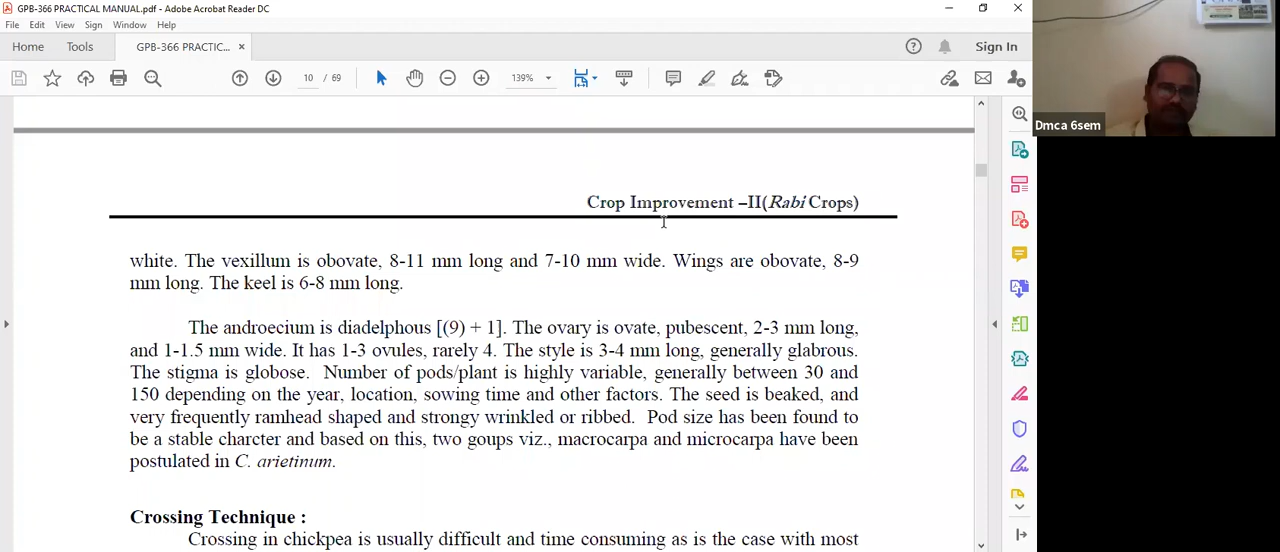 GPB-366 PRACTICAL MANUAL.pdf - Adobe Acrobat Reader DC
File Edit View Sign Window Help
Home Tools GPB-366 PRACTIC... Sign In
10 / 69 139%
Dmca 6sem
Crop Improvement –II(Rabi Crops)
white. The vexillum is obovate, 8-11 mm long and 7-10 mm wide. Wings are obovate, 8-9
mm long. The keel is 6-8 mm long.
The androecium is diadelphous [(9) + 1]. The ovary is ovate, pubescent, 2-3 mm long,
and 1-1.5 mm wide. It has 1-3 ovules, rarely 4. The style is 3-4 mm long, generally glabrous.
The stigma is globose. Number of pods/plant is highly variable, generally between 30 and
150 depending on the year, location, sowing time and other factors. The seed is beaked, and
very frequently ramhead shaped and strongly wrinkled or ribbed. Pod size has been found to
be a stable charcter and based on this, two goups viz., macrocarpa and microcarpa have been
postulated in C. arietinum.
Crossing Technique :
Crossing in chickpea is usually difficult and time consuming as is the case with most